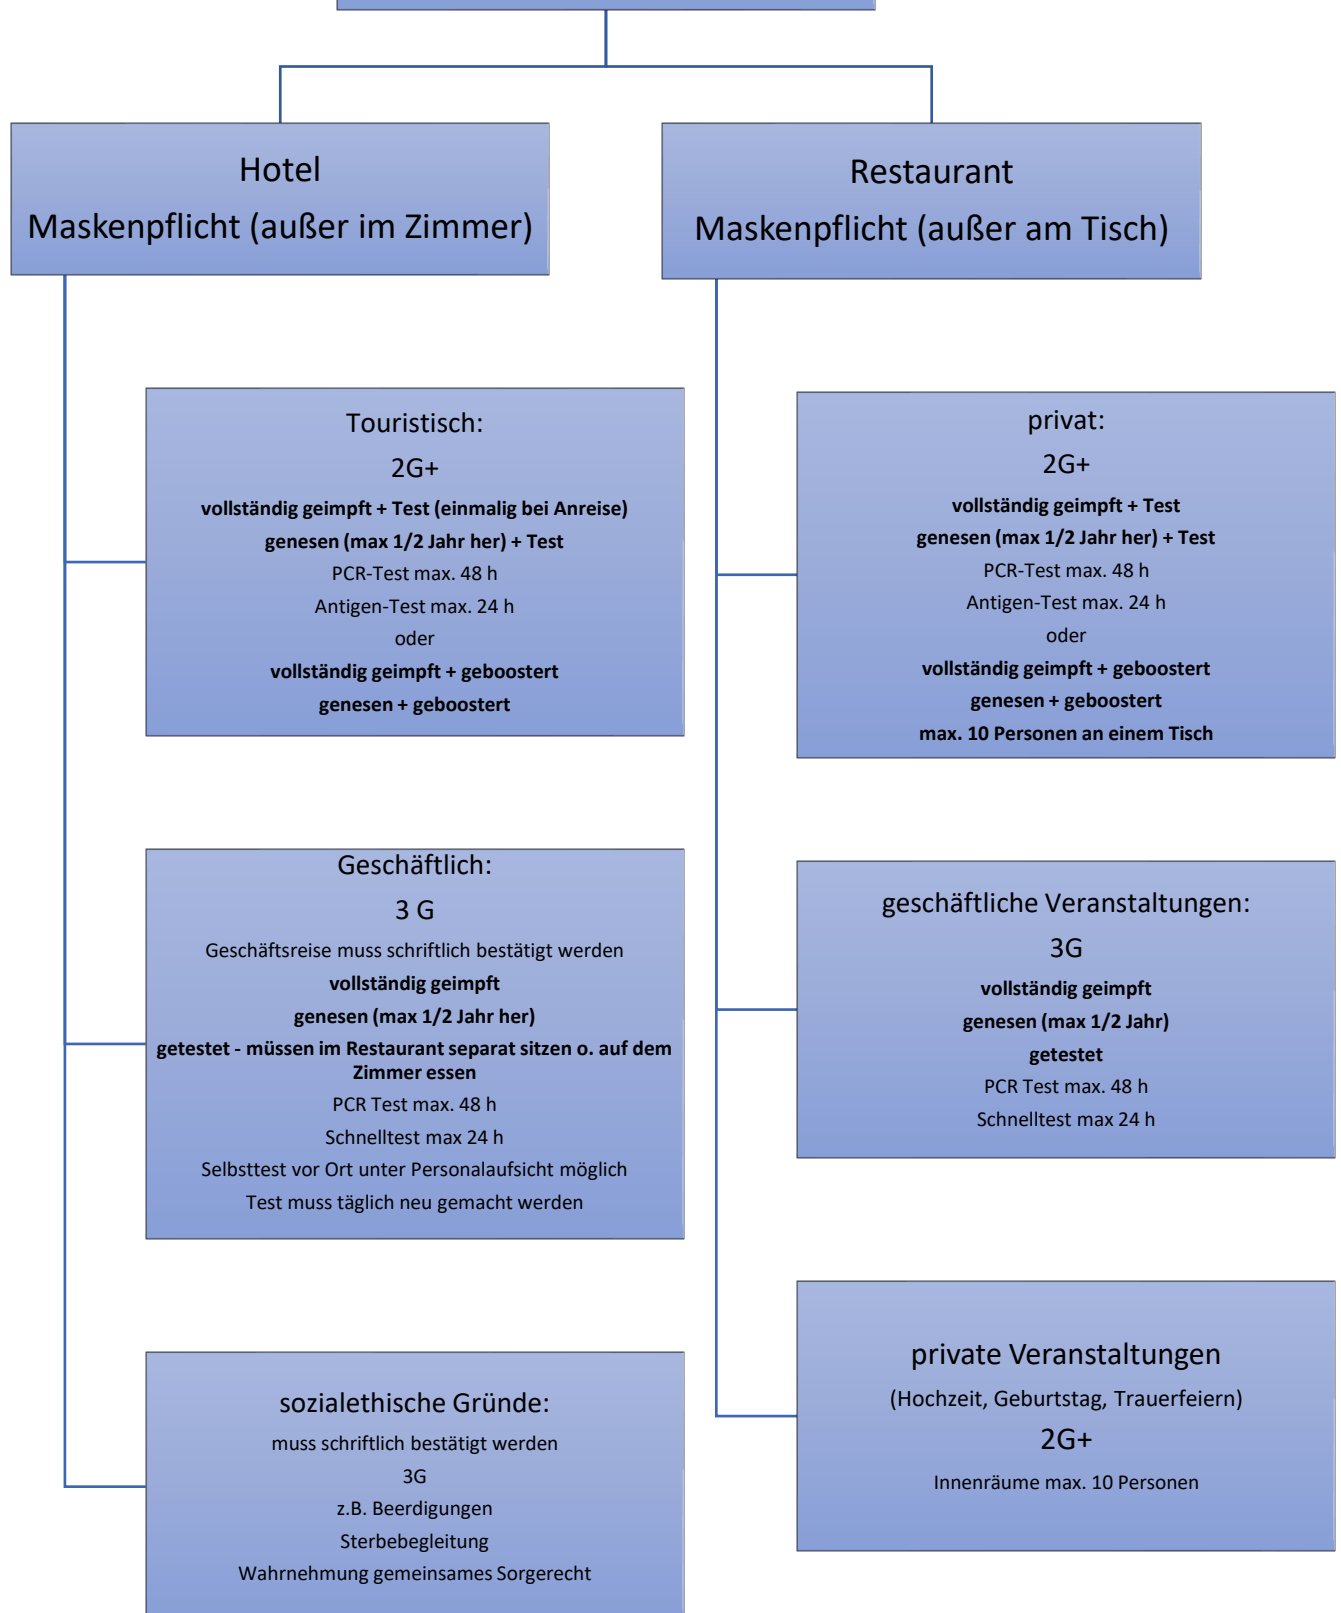 Hotel
Maskenpflicht (außer im Zimmer)
Touristisch:
2G+
vollständig geimpft + Test (einmalig bei Anreise)
genesen (max 1/2 Jahr her) + Test
PCR-Test max. 48 h
Antigen-Test max. 24 h
oder
vollständig geimpft + geboostert
genesen + geboostert
Geschäftlich:
3 G
Geschäftsreise muss schriftlich bestätigt werden
vollständig geimpft
genesen (max 1/2 Jahr her)
getestet - müssen im Restaurant separat sitzen o. auf dem
Zimmer essen
PCR Test max. 48 h
Schnelltest max 24 h
Selbsttest vor Ort unter Personalaufsicht möglich
Test muss täglich neu gemacht werden
sozialethische Gründe:
muss schriftlich bestätigt werden
3G
z.B. Beerdigungen
Sterbebegleitung
Wahrnehmung gemeinsames Sorgerecht
Restaurant
Maskenpflicht (außer am Tisch)
privat:
2G+
vollständig geimpft + Test
genesen (max 1/2 Jahr her) + Test
PCR-Test max. 48 h
Antigen-Test max. 24 h
oder
vollständig geimpft + geboostert
genesen + geboostert
max. 10 Personen an einem Tisch
geschäftliche Veranstaltungen:
3G
vollständig geimpft
genesen (max 1/2 Jahr)
getestet
PCR Test max. 48 h
Schnelltest max 24 h
private Veranstaltungen
(Hochzeit, Geburtstag, Trauerfeiern)
2G+
Innenräume max. 10 Personen